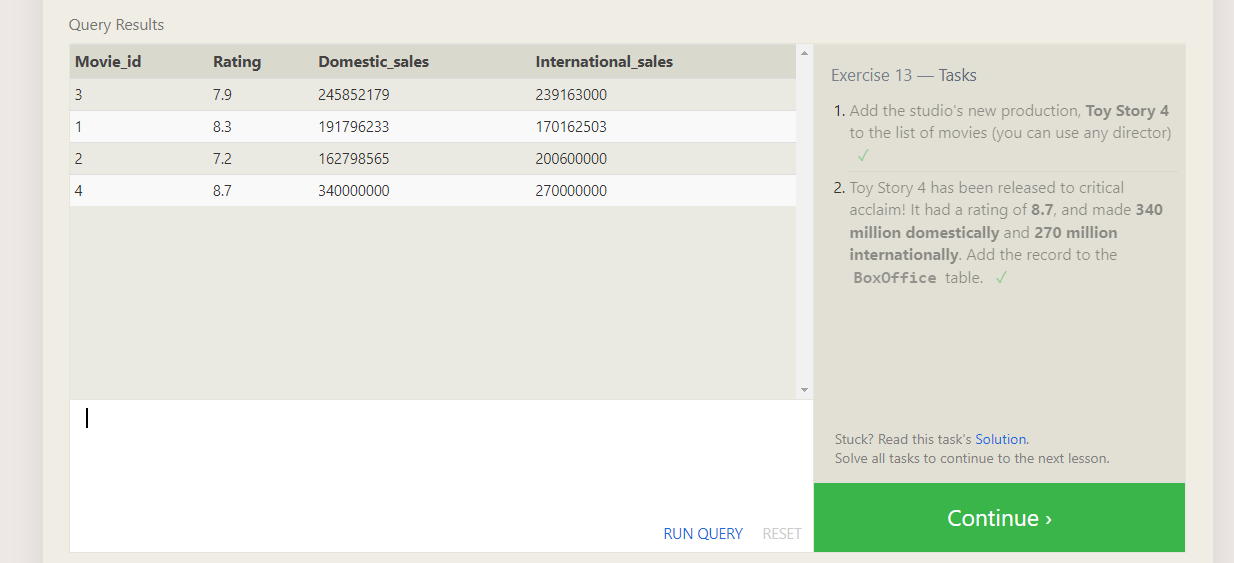 Query Results
Movie_id Rating Domestic_sales International_sales
3 7.9 245852179 239163000
1 8.3 191796233 170162503
2 7.2 162798565 200600000
4 8.7 340000000 270000000
RUN QUERY RESET
Exercise 13 — Tasks
1. Add the studio's new production, Toy Story 4
to the list of movies (you can use any director)
✓
2. Toy Story 4 has been released to critical
acclaim! It had a rating of 8.7, and made 340
million domestically and 270 million
internationally. Add the record to the
BoxOffice table. ✓
Stuck? Read this task's Solution.
Solve all tasks to continue to the next lesson.
Continue ›